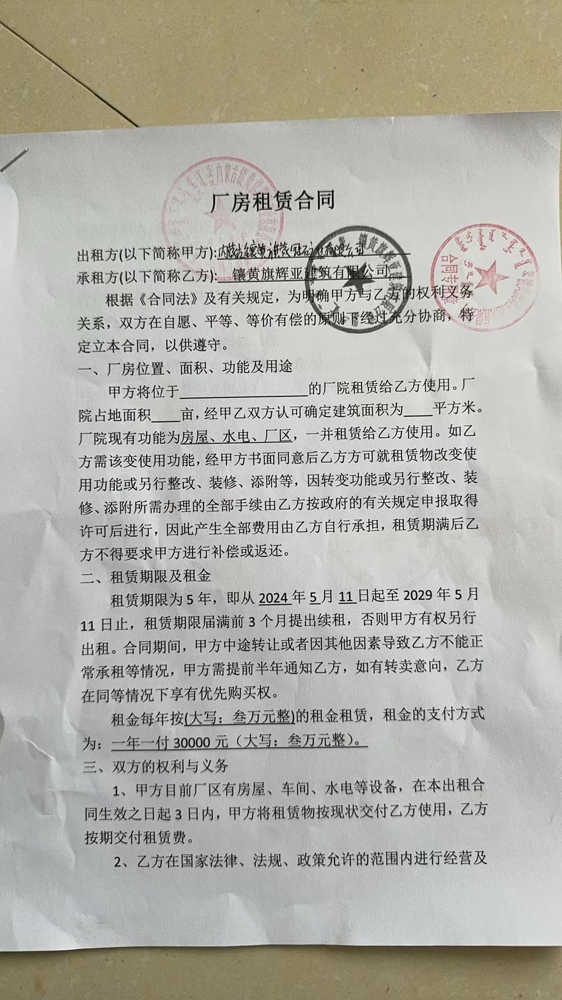 厂房租赁合同
出租方(以下简称甲方):内蒙古镶黄旗蒙冠石矿业有限公司
承租方(以下简称乙方): 镶黄旗辉亚建筑有限公司
根据《合同法》及有关规定，为明确甲方与乙方的权利义务
关系，双方在自愿、平等、等价有偿的原则下经过充分协商，特
定立本合同，以供遵守。
一、厂房位置、面积、功能及用途
甲方将位于________的厂院租赁给乙方使用。厂
院占地面积____亩，经甲乙双方认可确定建筑面积为____平方米。
厂院现有功能为房屋、水电、厂区，一并租赁给乙方使用。如乙
方需该变使用功能，经甲方书面同意后乙方方可就租赁物改变使
用功能或另行整改、装修、添附等，因转变功能或另行整改、装
修、添附所需办理的全部手续由乙方按政府的有关规定申报取得
许可后进行，因此产生全部费用由乙方自行承担，租赁期满后乙
方不得要求甲方进行补偿或返还。
二、租赁期限及租金
租赁期限为 5 年，即从 2024 年 5 月 11 日起至 2029 年 5 月
11 日止，租赁期限届满前 3 个月提出续租，否则甲方有权另行
出租。合同期间，甲方中途转让或者因其他因素导致乙方不能正
常承租等情况，甲方需提前半年通知乙方，如有转卖意向，乙方
在同等情况下享有优先购买权。
租金每年按(大写：叁万元整)的租金租赁，租金的支付方式
为：一年一付 30000 元（大写：叁万元整）。
三、双方的权利与义务
1、甲方目前厂区有房屋、车间、水电等设备，在本出租合
同生效之日起 3 日内，甲方将租赁物按现状交付乙方使用，乙方
按期交付租赁费。
2、乙方在国家法律、法规、政策允许的范围内进行经营及
内蒙古镶黄旗
镶黄旗辉亚建筑有限公司
合同专用章